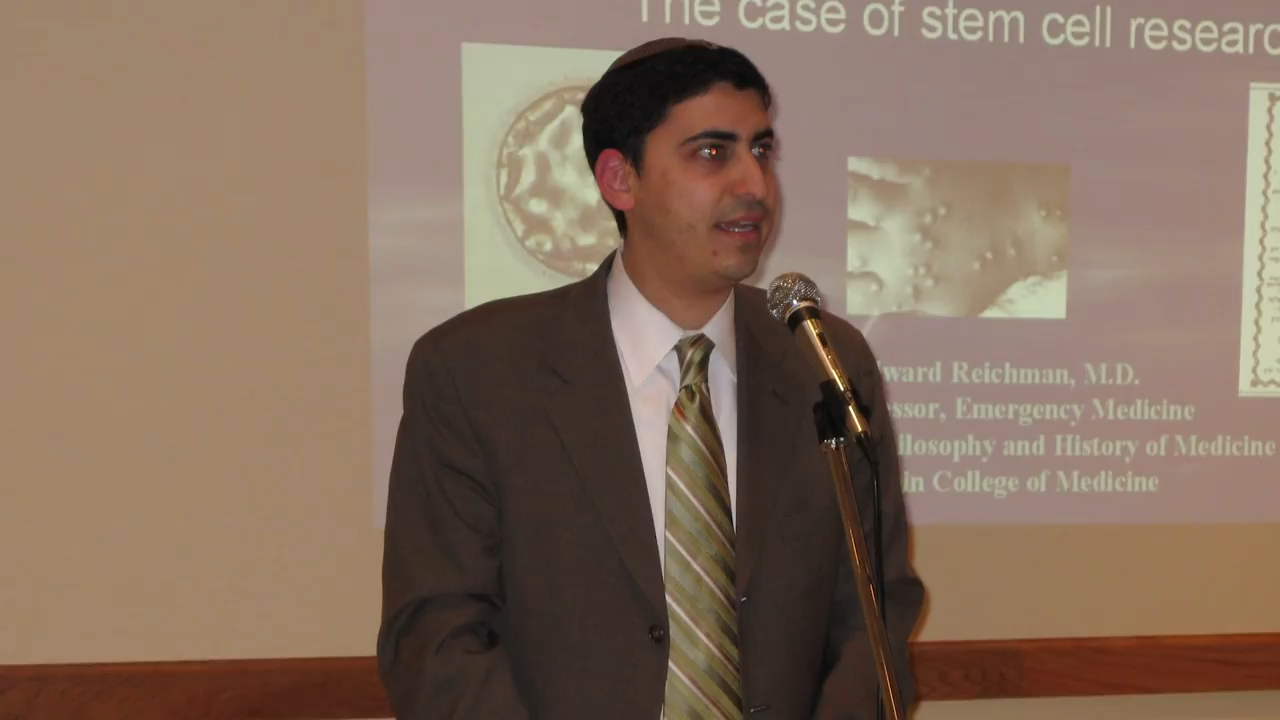 The case of stem cell researc
ward Reichman, M.D.
essor, Emergency Medicine
ilosophy and History of Medicine
in College of Medicine